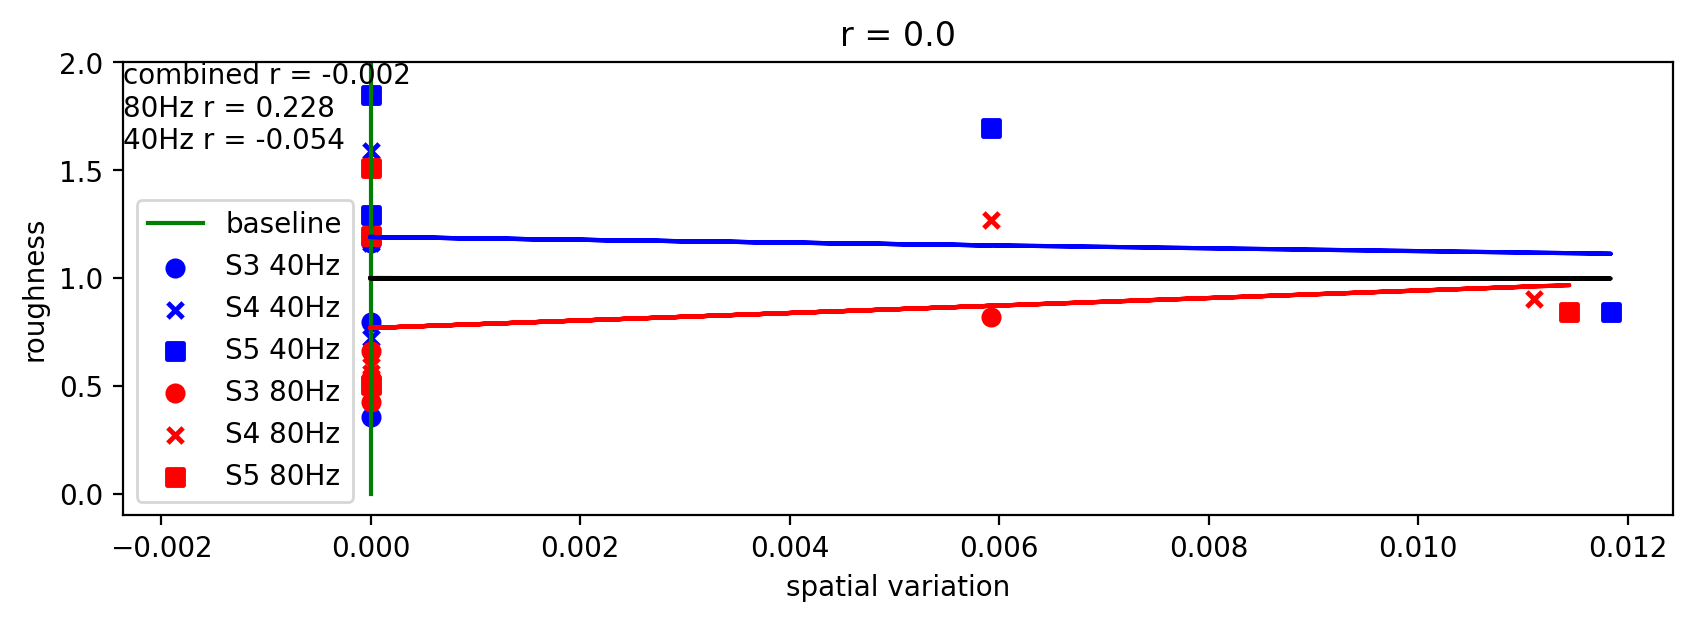 r = 0.0
combined r = -0.002
80Hz r = 0.228
40Hz r = -0.054
baseline
S3 40Hz
S4 40Hz
S5 40Hz
S3 80Hz
S4 80Hz
S5 80Hz
roughness
2.0
1.5
1.0
0.5
0.0
−0.002 0.000 0.002 0.004 0.006 0.008 0.010 0.012
spatial variation